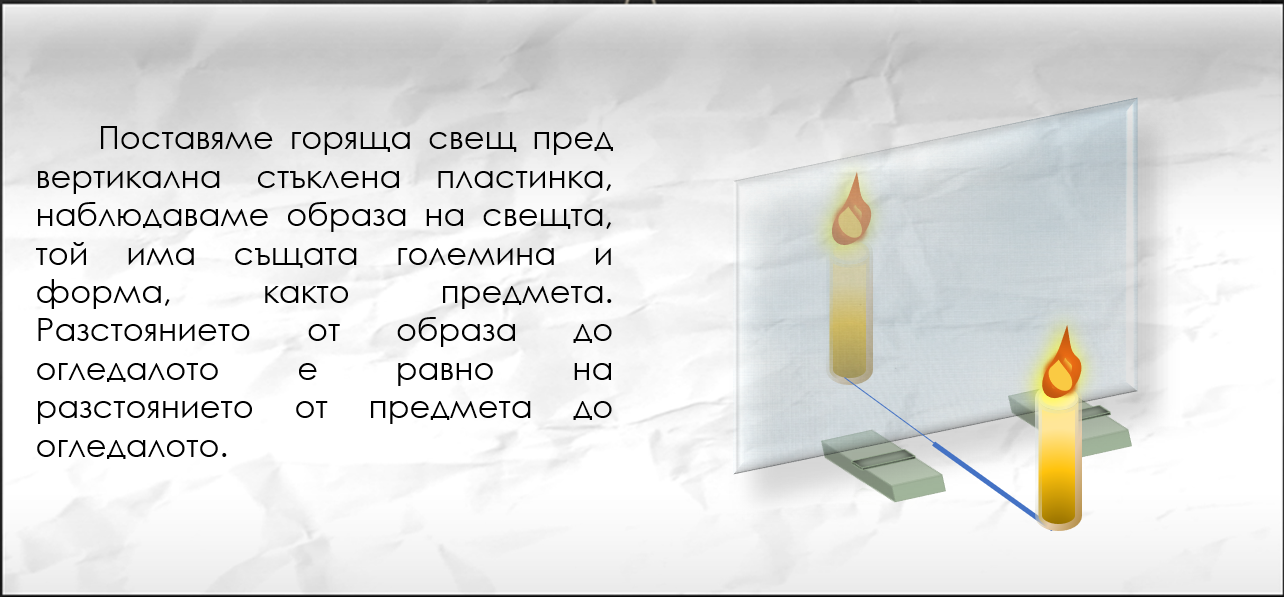 Поставяме горяща свещ пред
вертикална стъклена пластинка,
наблюдаваме образа на свещта,
той има същата големина и
форма, както предмета.
Разстоянието от образа до
огледалото е равно на
разстоянието от предмета до
огледалото.